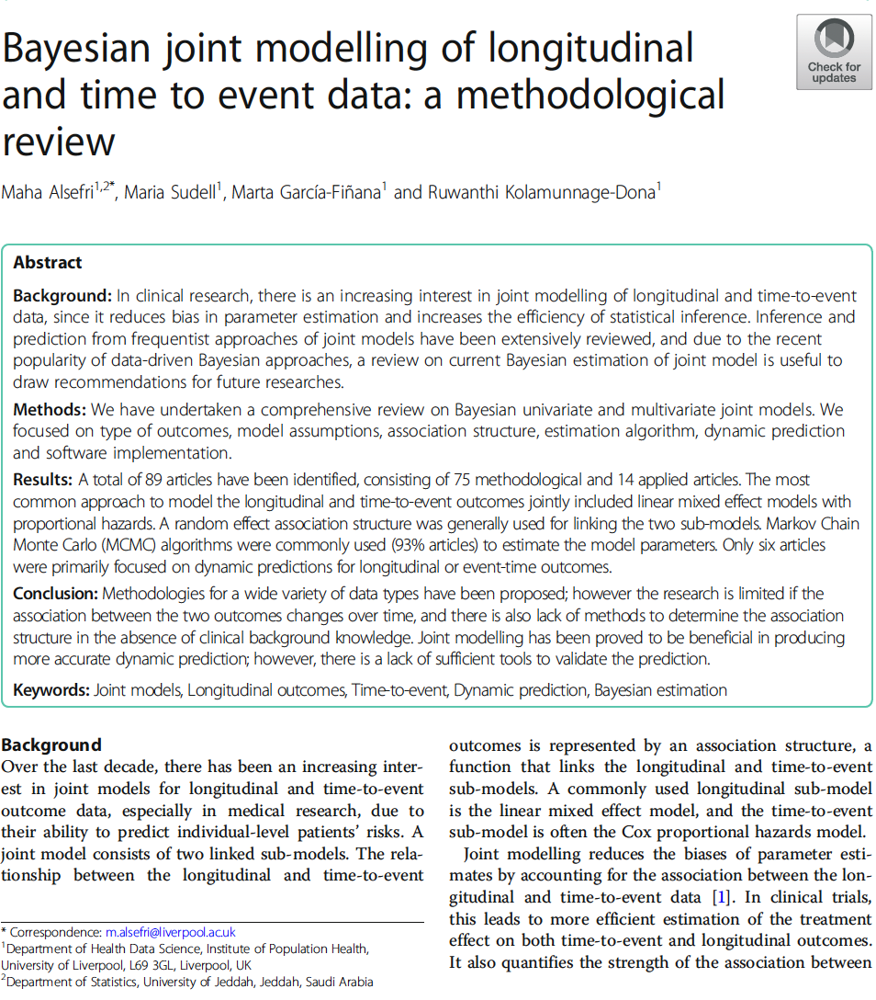 Bayesian joint modelling of longitudinal
and time to event data: a methodological
review
Check for
updates
Maha Alsefri1,2*, Maria Sudell1, Marta García-Fiñana1 and Ruwanthi Kolamunnage-Dona1
Abstract
Background: In clinical research, there is an increasing interest in joint modelling of longitudinal and time-to-event
data, since it reduces bias in parameter estimation and increases the efficiency of statistical inference. Inference and
prediction from frequentist approaches of joint models have been extensively reviewed, and due to the recent
popularity of data-driven Bayesian approaches, a review on current Bayesian estimation of joint model is useful to
draw recommendations for future researches.
Methods: We have undertaken a comprehensive review on Bayesian univariate and multivariate joint models. We
focused on type of outcomes, model assumptions, association structure, estimation algorithm, dynamic prediction
and software implementation.
Results: A total of 89 articles have been identified, consisting of 75 methodological and 14 applied articles. The most
common approach to model the longitudinal and time-to-event outcomes jointly included linear mixed effect models with
proportional hazards. A random effect association structure was generally used for linking the two sub-models. Markov Chain
Monte Carlo (MCMC) algorithms were commonly used (93% articles) to estimate the model parameters. Only six articles
were primarily focused on dynamic predictions for longitudinal or event-time outcomes.
Conclusion: Methodologies for a wide variety of data types have been proposed; however the research is limited if the
association between the two outcomes changes over time, and there is also lack of methods to determine the association
structure in the absence of clinical background knowledge. Joint modelling has been proved to be beneficial in producing
more accurate dynamic prediction; however, there is a lack of sufficient tools to validate the prediction.
Keywords: Joint models, Longitudinal outcomes, Time-to-event, Dynamic prediction, Bayesian estimation
Background
Over the last decade, there has been an increasing inter-
est in joint models for longitudinal and time-to-event
outcome data, especially in medical research, due to
their ability to predict individual-level patients' risks. A
joint model consists of two linked sub-models. The rela-
tionship between the longitudinal and time-to-event
* Correspondence: m.alsefri@liverpool.ac.uk
1Department of Health Data Science, Institute of Population Health,
University of Liverpool, L69 3GL, Liverpool, UK
2Department of Statistics, University of Jeddah, Jeddah, Saudi Arabia
outcomes is represented by an association structure, a
function that links the longitudinal and time-to-event
sub-models. A commonly used longitudinal sub-model
is the linear mixed effect model, and the time-to-event
sub-model is often the Cox proportional hazards model.
Joint modelling reduces the biases of parameter esti-
mates by accounting for the association between the lon-
gitudinal and time-to-event data [1]. In clinical trials,
this leads to more efficient estimation of the treatment
effect on both time-to-event and longitudinal outcomes.
It also quantifies the strength of the association between